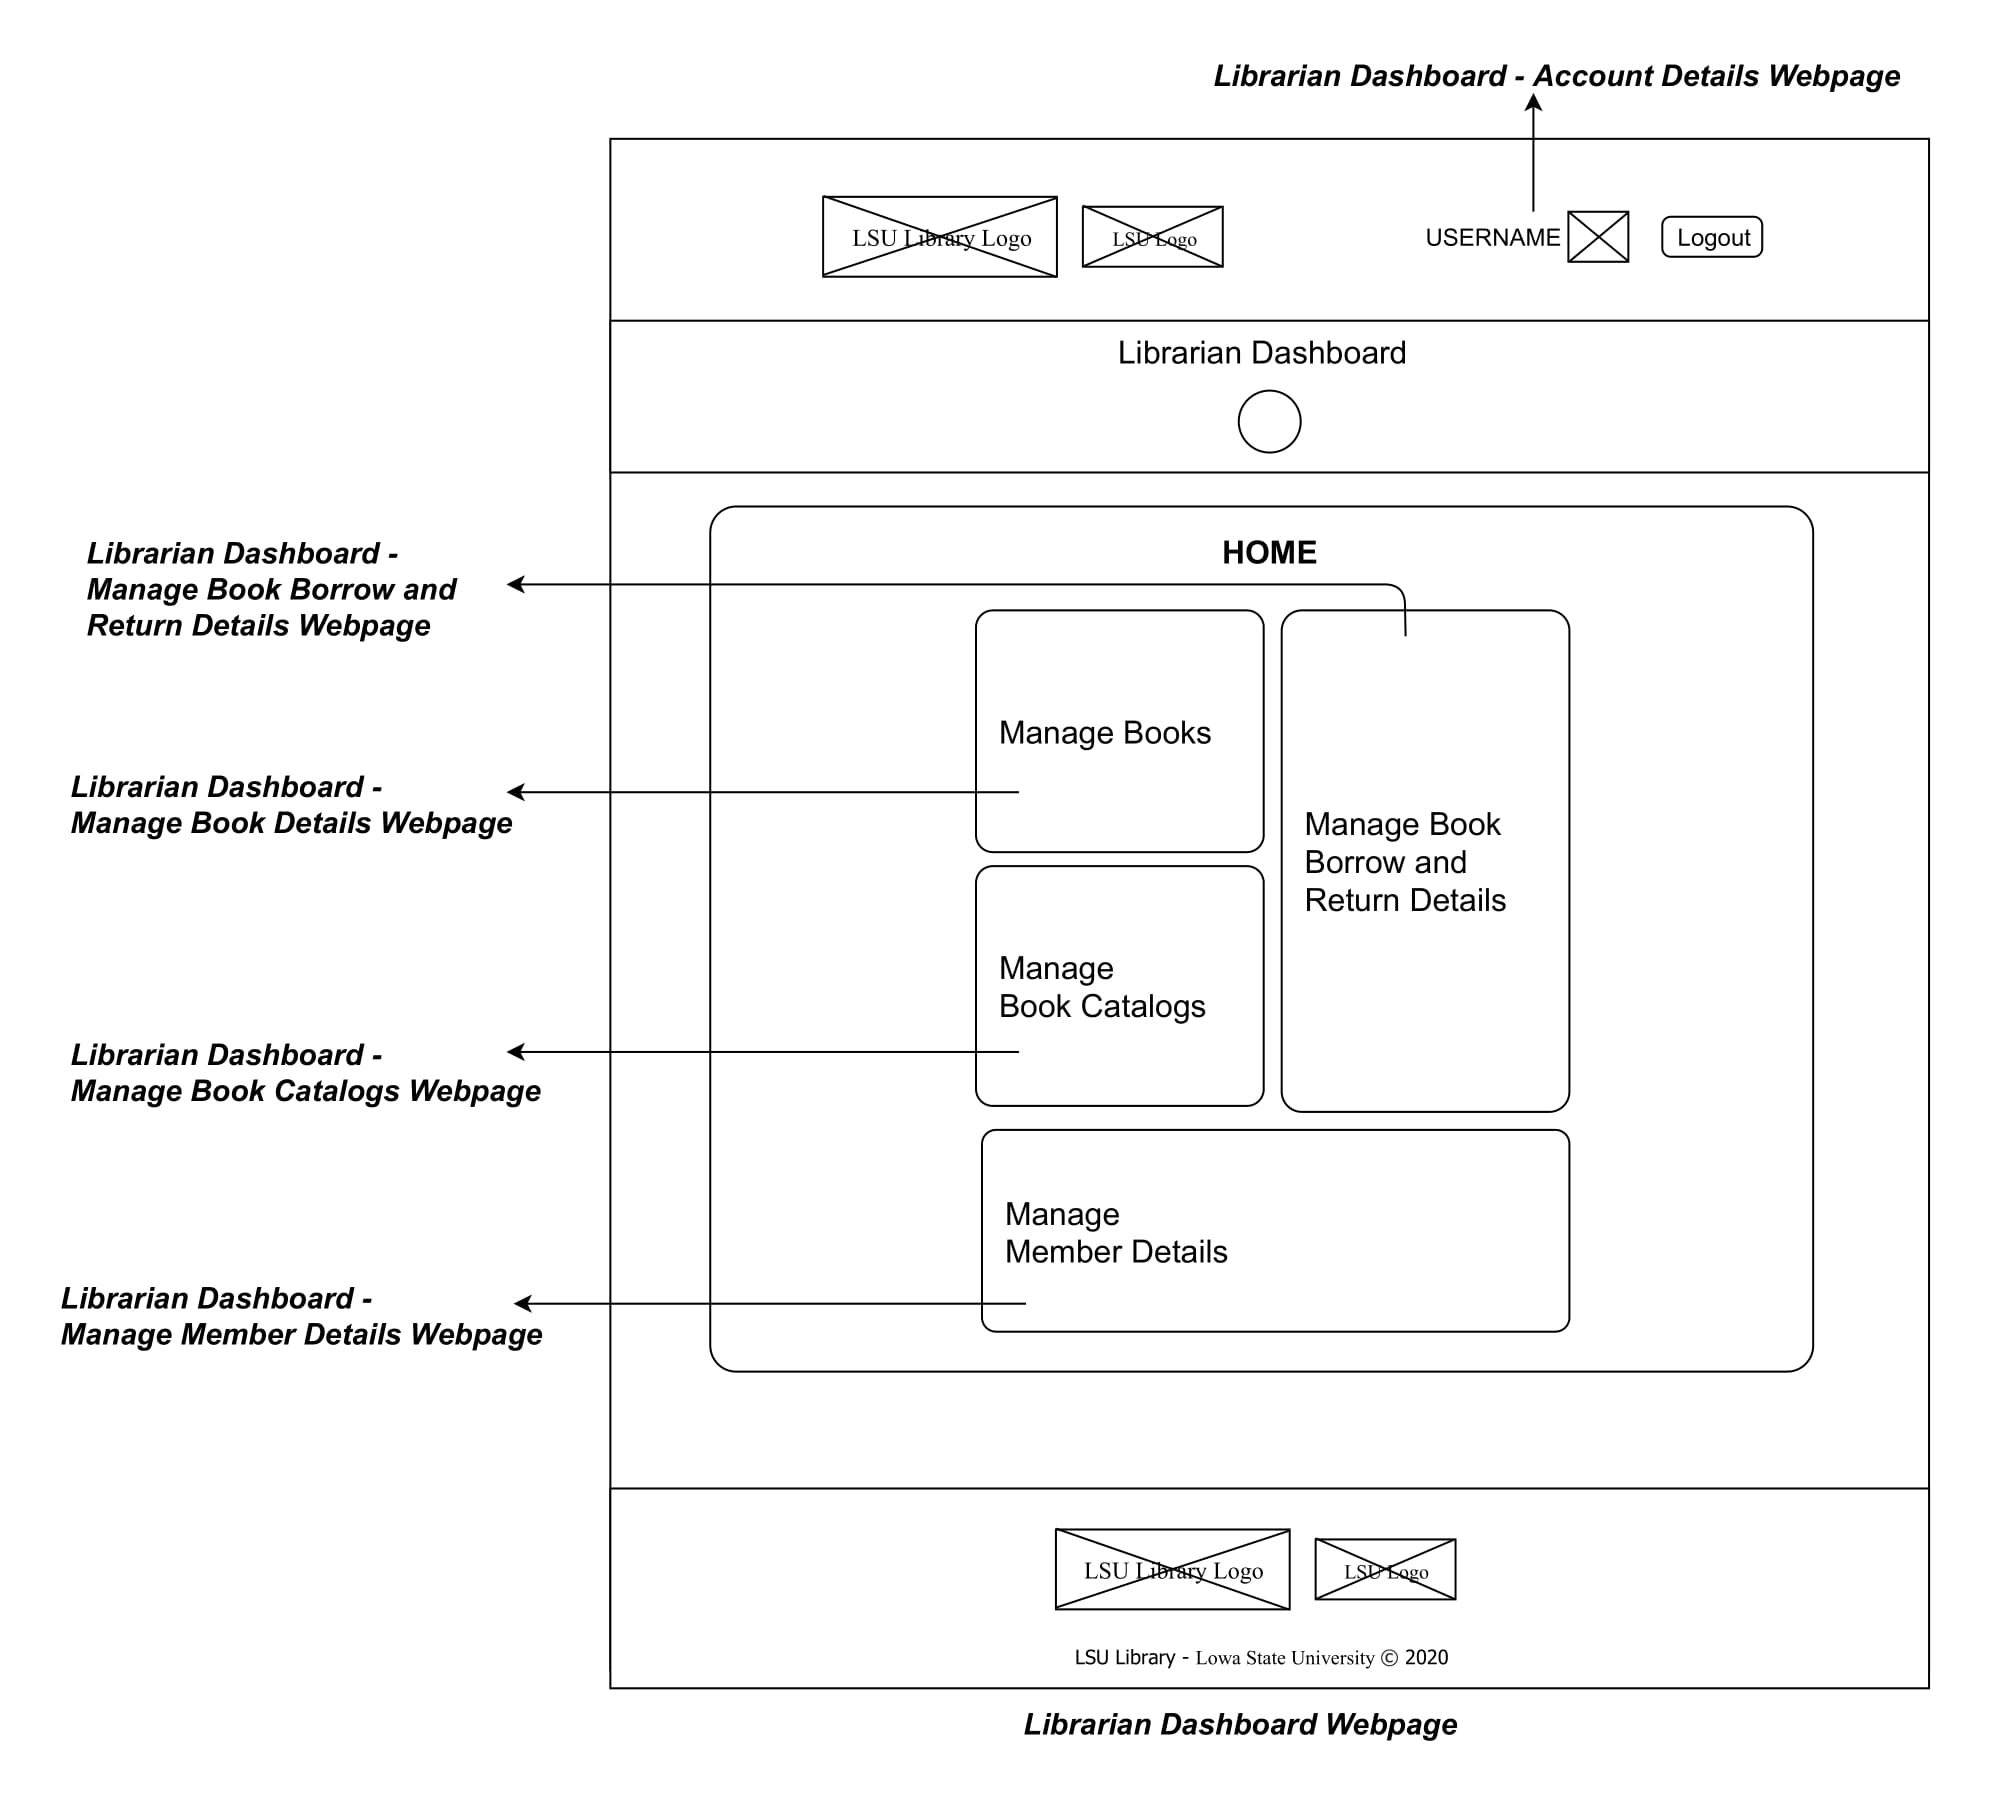 Librarian Dashboard - Account Details Webpage
LSU Library Logo
LSU Logo
USERNAME
Logout
Librarian Dashboard
HOME
Librarian Dashboard -
Manage Book Borrow and
Return Details Webpage
Manage Books
Librarian Dashboard -
Manage Book Details Webpage
Manage Book
Borrow and
Return Details
Manage
Book Catalogs
Librarian Dashboard -
Manage Book Catalogs Webpage
Manage
Member Details
Librarian Dashboard -
Manage Member Details Webpage
LSU Library Logo
LSU Logo
LSU Library - Lowa State University © 2020
Librarian Dashboard Webpage